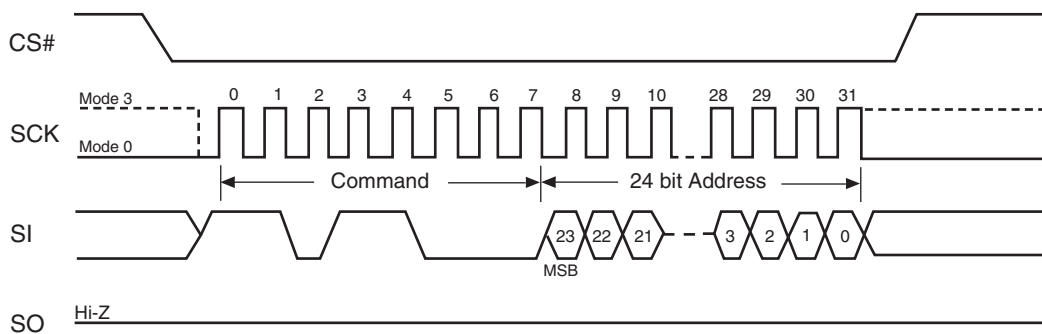 CS#
Mode 3
0 1 2 3 4 5 6 7 8 9 10 28 29 30 31
SCK
Mode 0
Command 24 bit Address
SI
23 22 21 3 2 1 0
MSB
Hi-Z
SO